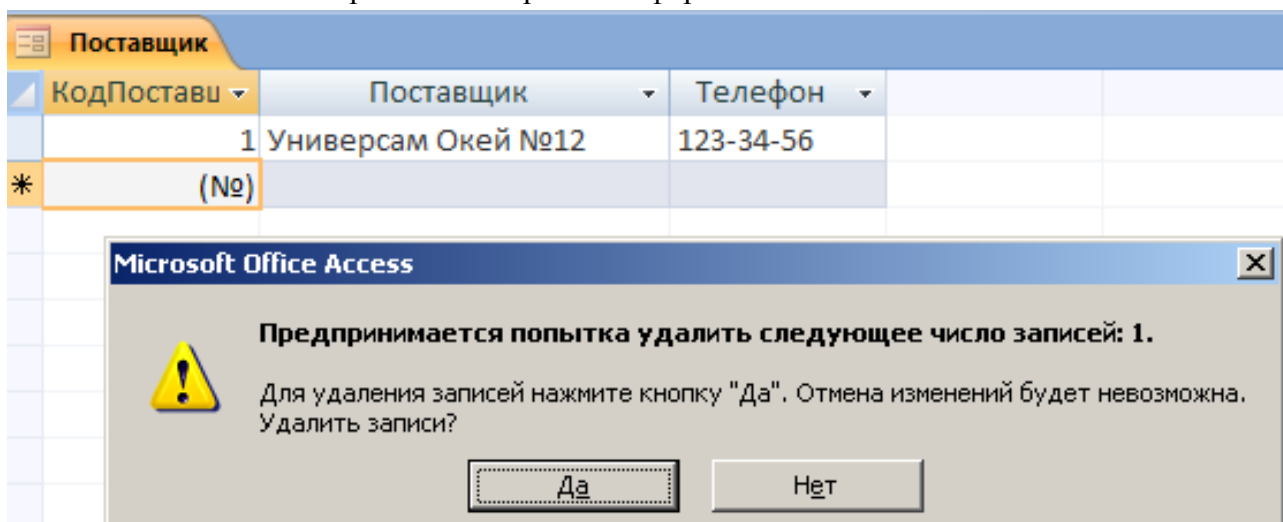 Поставщик
КодПоставц Поставщик Телефон
1 Универсам Окей №12 123-34-56
(№)
Microsoft Office Access
Предпринимается попытка удалить следующее число записей: 1.
Для удаления записей нажмите кнопку "Да". Отмена изменений будет невозможна.
Удалить записи?
Да Нет